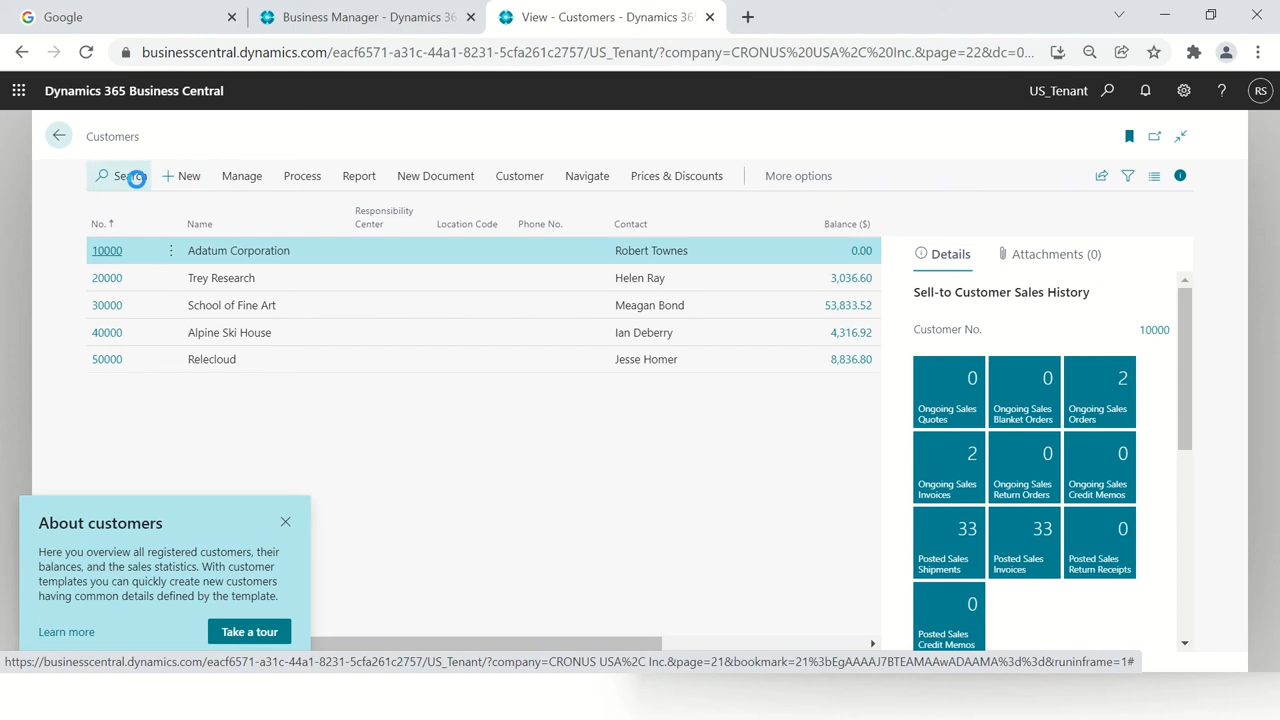 Google
Business Manager - Dynamics 36
View - Customers - Dynamics 36
businesscentral.dynamics.com/eacf6571-a31c-44a1-8231-5cfa261c2757/US_Tenant/?company=CRONUS%20USA%2C%20Inc.&page=22&dc=0...
Dynamics 365 Business Central
US_Tenant
RS
Customers
Search
New
Manage
Process
Report
New Document
Customer
Navigate
Prices & Discounts
More options
No. ↑
Name
Responsibility
Center
Location Code
Phone No.
Contact
Balance ($)
10000 Adatum Corporation Robert Townes 0.00
20000 Trey Research Helen Ray 3,036.60
30000 School of Fine Art Meagan Bond 53,833.52
40000 Alpine Ski House Ian Deberry 4,316.92
50000 Relecloud Jesse Homer 8,836.80
Details
Attachments (0)
Sell-to Customer Sales History
Customer No. 10000
0
Ongoing Sales
Quotes
0
Ongoing Sales
Blanket Orders
2
Ongoing Sales
Orders
2
Ongoing Sales
Invoices
0
Ongoing Sales
Return Orders
0
Ongoing Sales
Credit Memos
33
Posted Sales
Shipments
33
Posted Sales
Invoices
0
Posted Sales
Return Receipts
0
Posted Sales
Credit Memos
About customers
Here you overview all registered customers, their
balances, and the sales statistics. With customer
templates you can quickly create new customers
having common details defined by the template.
Learn more
Take a tour
https://businesscentral.dynamics.com/eacf6571-a31c-44a1-8231-5cfa261c2757/US_Tenant/?company=CRONUS USA%2C Inc.&page=21&bookmark=21%3bEgAAAAJ7BTEAMAAwADAAMA%3d%3d&runinframe=1#